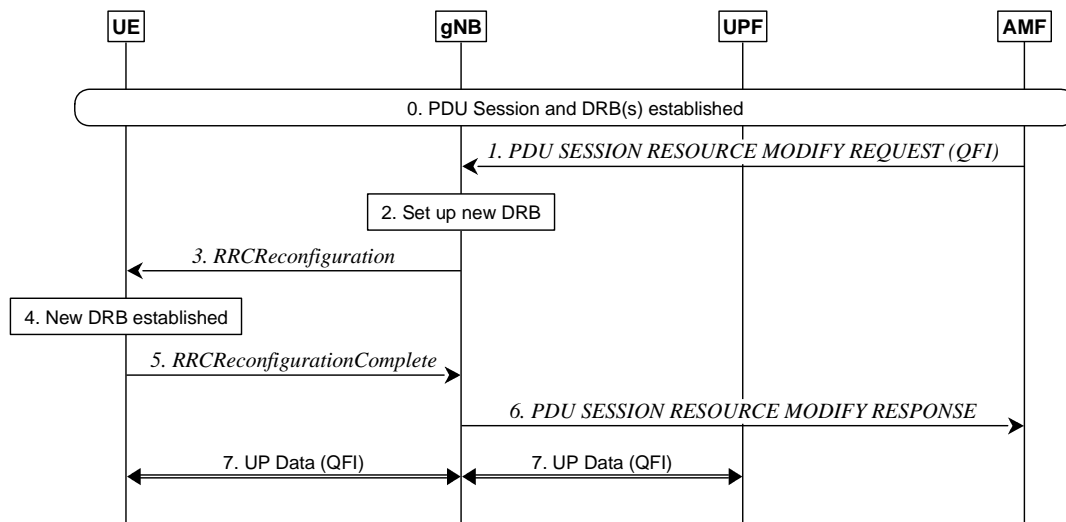 UE
gNB
UPF
AMF
0. PDU Session and DRB(s) established
1. PDU SESSION RESOURCE MODIFY REQUEST (QFI)
2. Set up new DRB
3. RRCReconfiguration
4. New DRB established
5. RRCReconfigurationComplete
6. PDU SESSION RESOURCE MODIFY RESPONSE
7. UP Data (QFI)
7. UP Data (QFI)